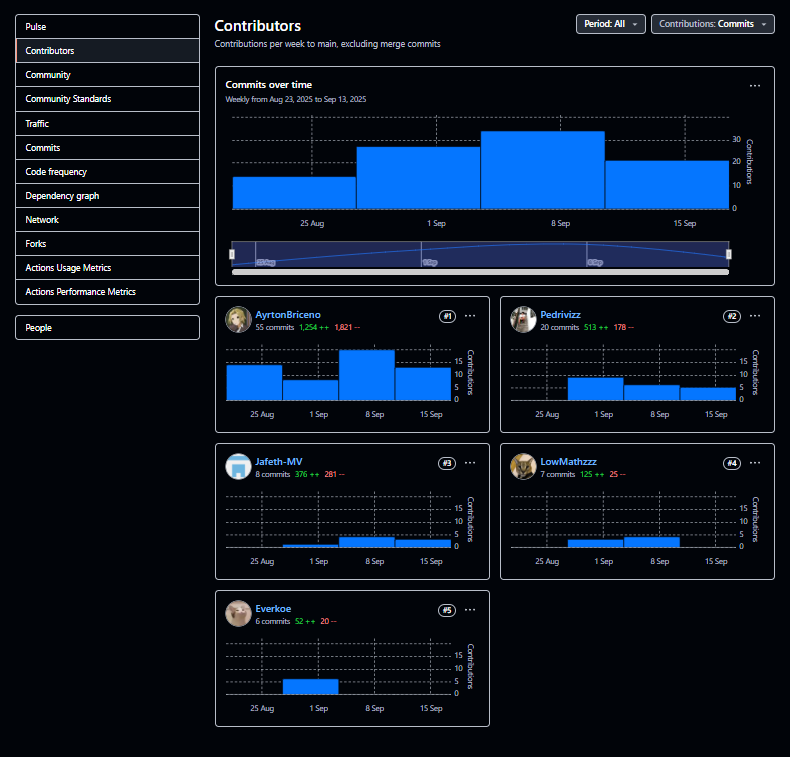 Pulse
Contributors
Community
Community Standards
Traffic
Commits
Code frequency
Dependency graph
Network
Forks
Actions Usage Metrics
Actions Performance Metrics
People
Contributors
Period: All
Contributions: Commits
Contributions per week to main, excluding merge commits
Commits over time
Weekly from Aug 23, 2025 to Sep 13, 2025
30
20
10
0
Contributions
25 Aug
1 Sep
8 Sep
15 Sep
25 Aug
1 Sep
8 Sep
AyrtonBriceno
#1
55 commits 1,254 ++ 1,821 --
15
10
5
0
Contributions
25 Aug
1 Sep
8 Sep
15 Sep
Pedrivizz
#2
20 commits 513 ++ 178 --
15
10
5
0
Contributions
25 Aug
1 Sep
8 Sep
15 Sep
Jafeth-MV
#3
8 commits 376 ++ 281 --
15
10
5
0
Contributions
25 Aug
1 Sep
8 Sep
15 Sep
LowMathzzz
#4
7 commits 125 ++ 25 --
15
10
5
0
Contributions
25 Aug
1 Sep
8 Sep
15 Sep
Everkoe
#5
6 commits 52 ++ 20 --
15
10
5
0
Contributions
25 Aug
1 Sep
8 Sep
15 Sep